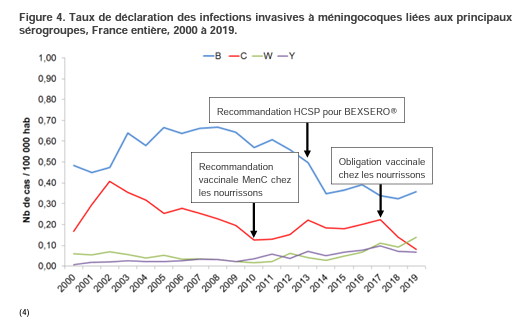 Figure 4. Taux de déclaration des infections invasives à méningocoques liées aux principaux
sérogroupes, France entière, 2000 à 2019.
B C W Y
Nb de cas / 100 000 hab
1,00
0,90
0,80
0,70
0,60
0,50
0,40
0,30
0,20
0,10
0,00
Recommandation HCSP pour BEXSERO®
Recommandation
vaccinale MenC chez
les nourrissons
Obligation vaccinale
chez les nourrissons
2000 2001 2002 2003 2004 2005 2006 2007 2008 2009 2010 2011 2012 2013 2014 2015 2016 2017 2018 2019
(4)